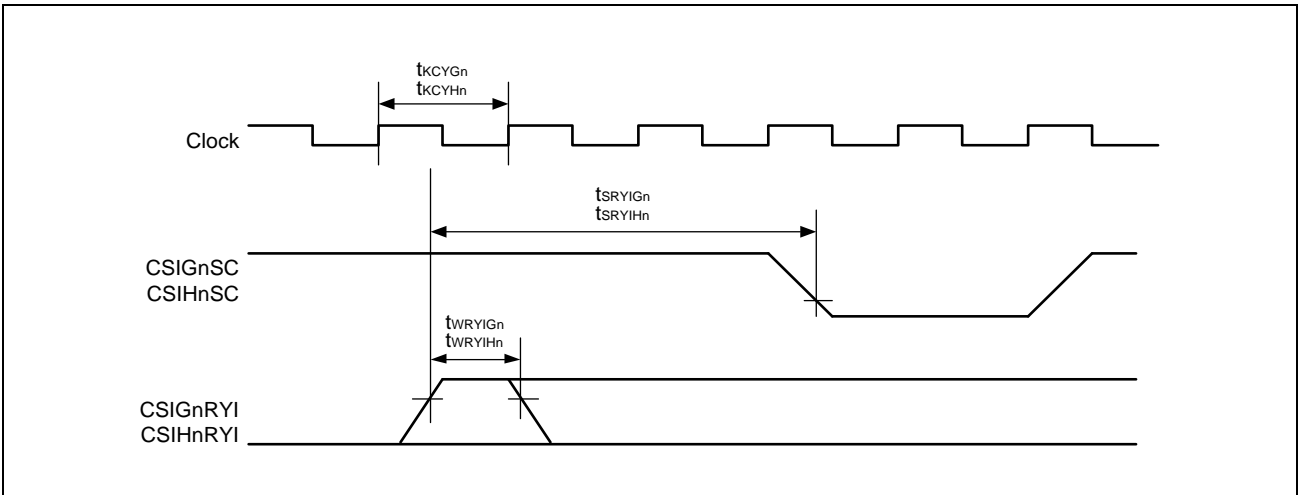 tKCYGn
tKCYHn
Clock
tSRYIGn
tSRYIHn
CSIGnSC
CSIHnSC
tWRYIGn
tWRYIHn
CSIGnRYI
CSIHnRYI